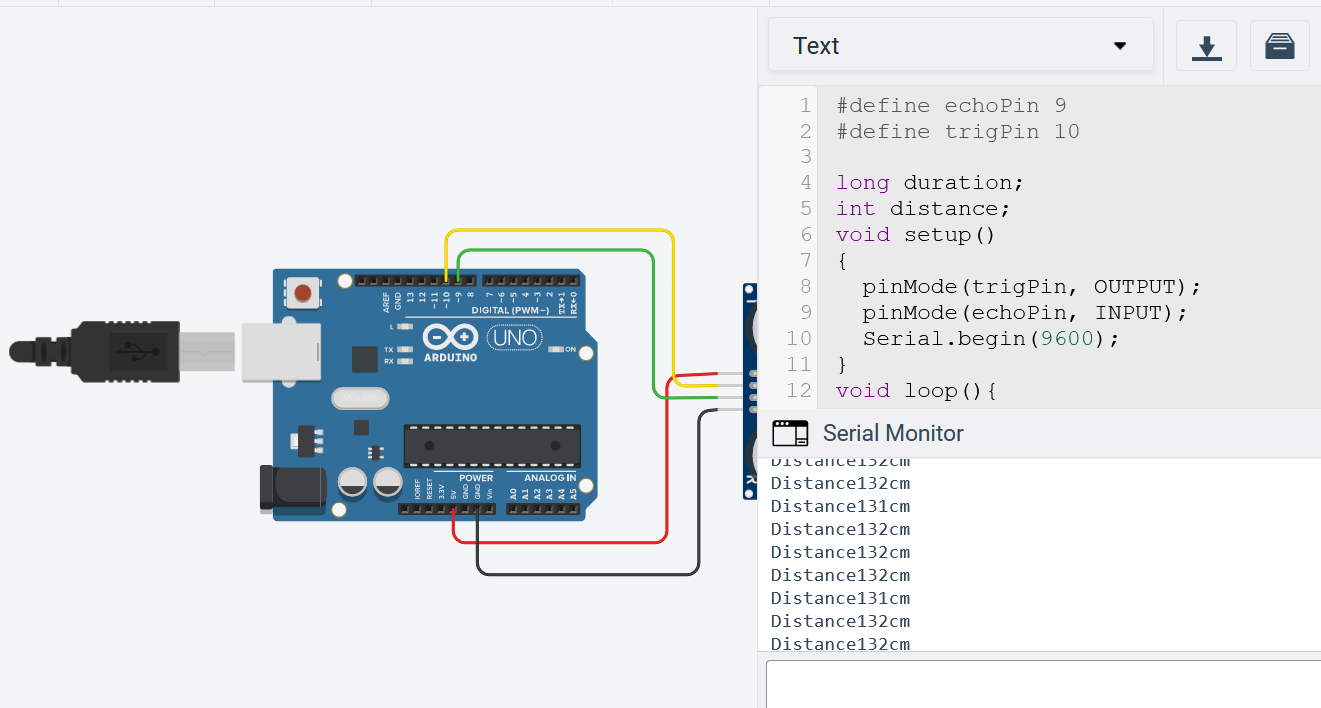 Text
1 #define echoPin 9
2 #define trigPin 10
3
4 long duration;
5 int distance;
6 void setup()
7 {
8 pinMode(trigPin, OUTPUT);
9 pinMode(echoPin, INPUT);
10 Serial.begin(9600);
11 }
12 void loop(){
Serial Monitor
Distance132cm
Distance132cm
Distance131cm
Distance132cm
Distance132cm
Distance132cm
Distance131cm
Distance132cm
Distance132cm
AREF
GND
13
12
~11
~10
~9
8
7
~6
~5
4
~3
2
TX→1
RX←0
DIGITAL (PWM~)
L
TX
RX
ARDUINO
UNO
ON
POWER
ANALOG IN
IOREF
RESET
3.3V
5V
GND
GND
Vin
A0
A1
A2
A3
A4
A5